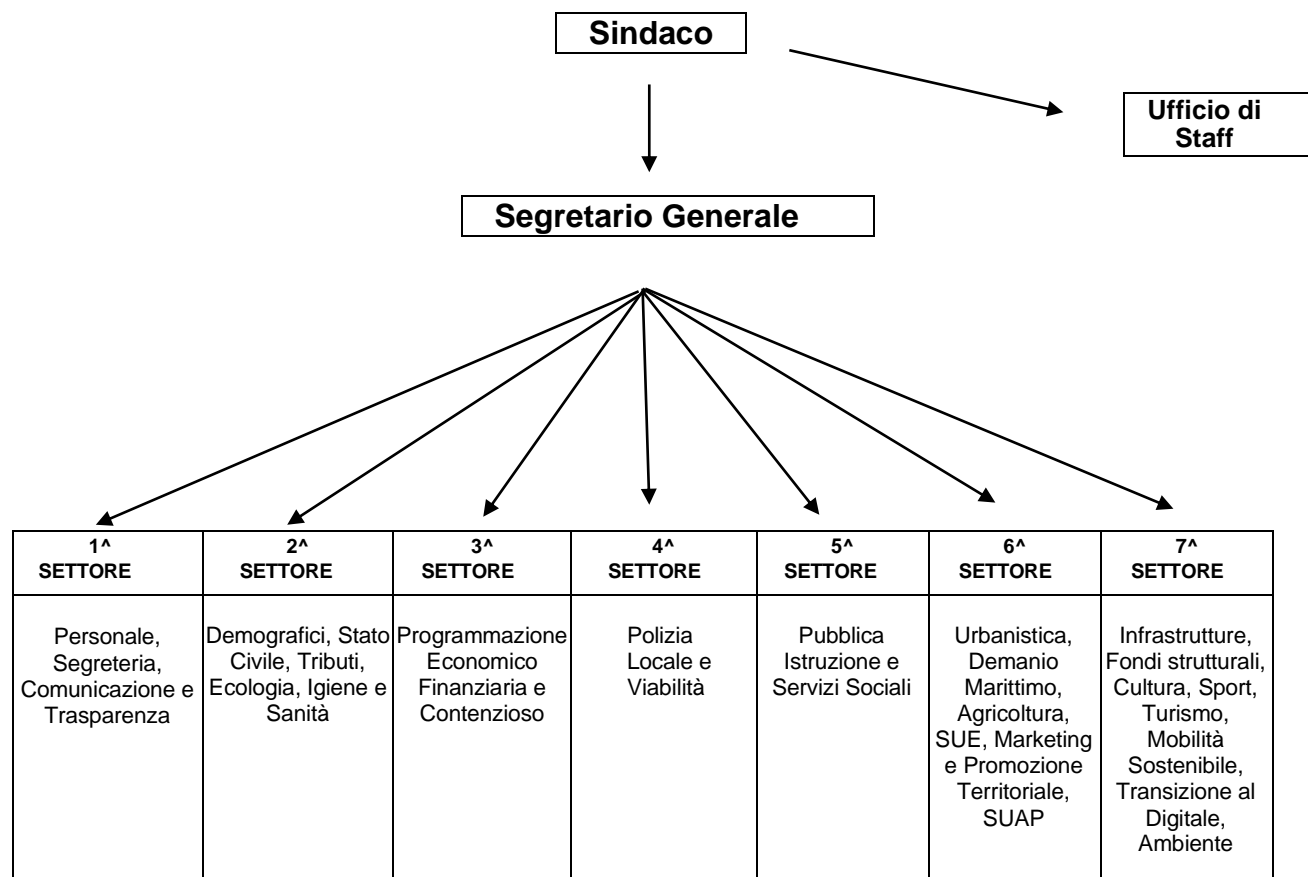 Sindaco
Ufficio di
Staff
Segretario Generale
1^
SETTORE
2^
SETTORE
3^
SETTORE
4^
SETTORE
5^
SETTORE
6^
SETTORE
7^
SETTORE
Personale,
Segreteria,
Comunicazione e
Trasparenza
Demografici, Stato
Civile, Tributi,
Ecologia, Igiene e
Sanità
Programmazione
Economico
Finanziaria e
Contenzioso
Polizia
Locale e
Viabilità
Pubblica
Istruzione e
Servizi Sociali
Urbanistica,
Demanio
Marittimo,
Agricoltura,
SUE, Marketing
e Promozione
Territoriale,
SUAP
Infrastrutture,
Fondi strutturali,
Cultura, Sport,
Turismo,
Mobilità
Sostenibile,
Transizione al
Digitale,
Ambiente